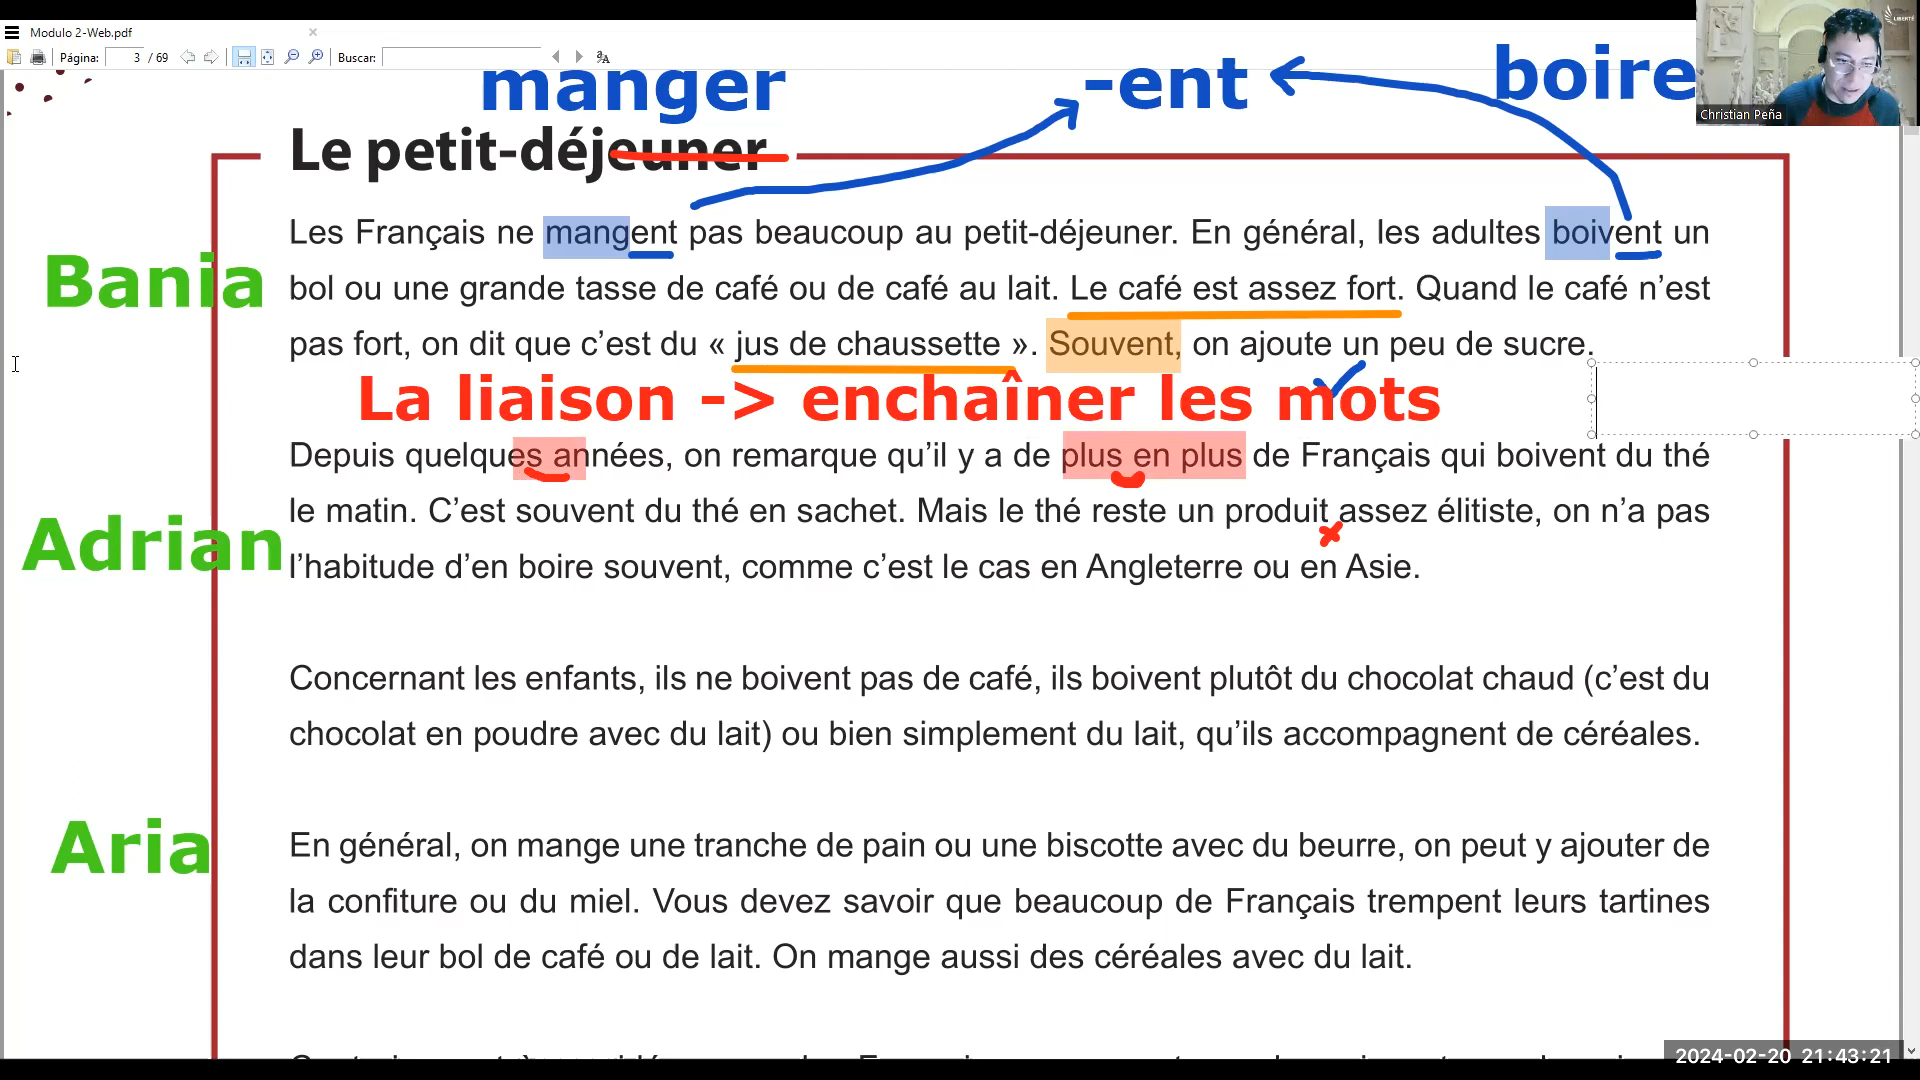 Modulo 2-Web.pdf
Página: 3 / 69 Buscar:
LIBERTÉ
Christian Peña
manger -ent boire
Le petit-déjeuner
Les Français ne mangent pas beaucoup au petit-déjeuner. En général, les adultes boivent un
Bania
bol ou une grande tasse de café ou de café au lait. Le café est assez fort. Quand le café n’est
pas fort, on dit que c’est du « jus de chaussette ». Souvent, on ajoute un peu de sucre.
La liaison -> enchaîner les mots
Depuis quelques années, on remarque qu’il y a de plus en plus de Français qui boivent du thé
le matin. C’est souvent du thé en sachet. Mais le thé reste un produit assez élitiste, on n’a pas
Adrian
l’habitude d’en boire souvent, comme c’est le cas en Angleterre ou en Asie.
Concernant les enfants, ils ne boivent pas de café, ils boivent plutôt du chocolat chaud (c’est du
chocolat en poudre avec du lait) ou bien simplement du lait, qu’ils accompagnent de céréales.
Aria
En général, on mange une tranche de pain ou une biscotte avec du beurre, on peut y ajouter de
la confiture ou du miel. Vous devez savoir que beaucoup de Français trempent leurs tartines
dans leur bol de café ou de lait. On mange aussi des céréales avec du lait.
2024-02-20 21:43:21